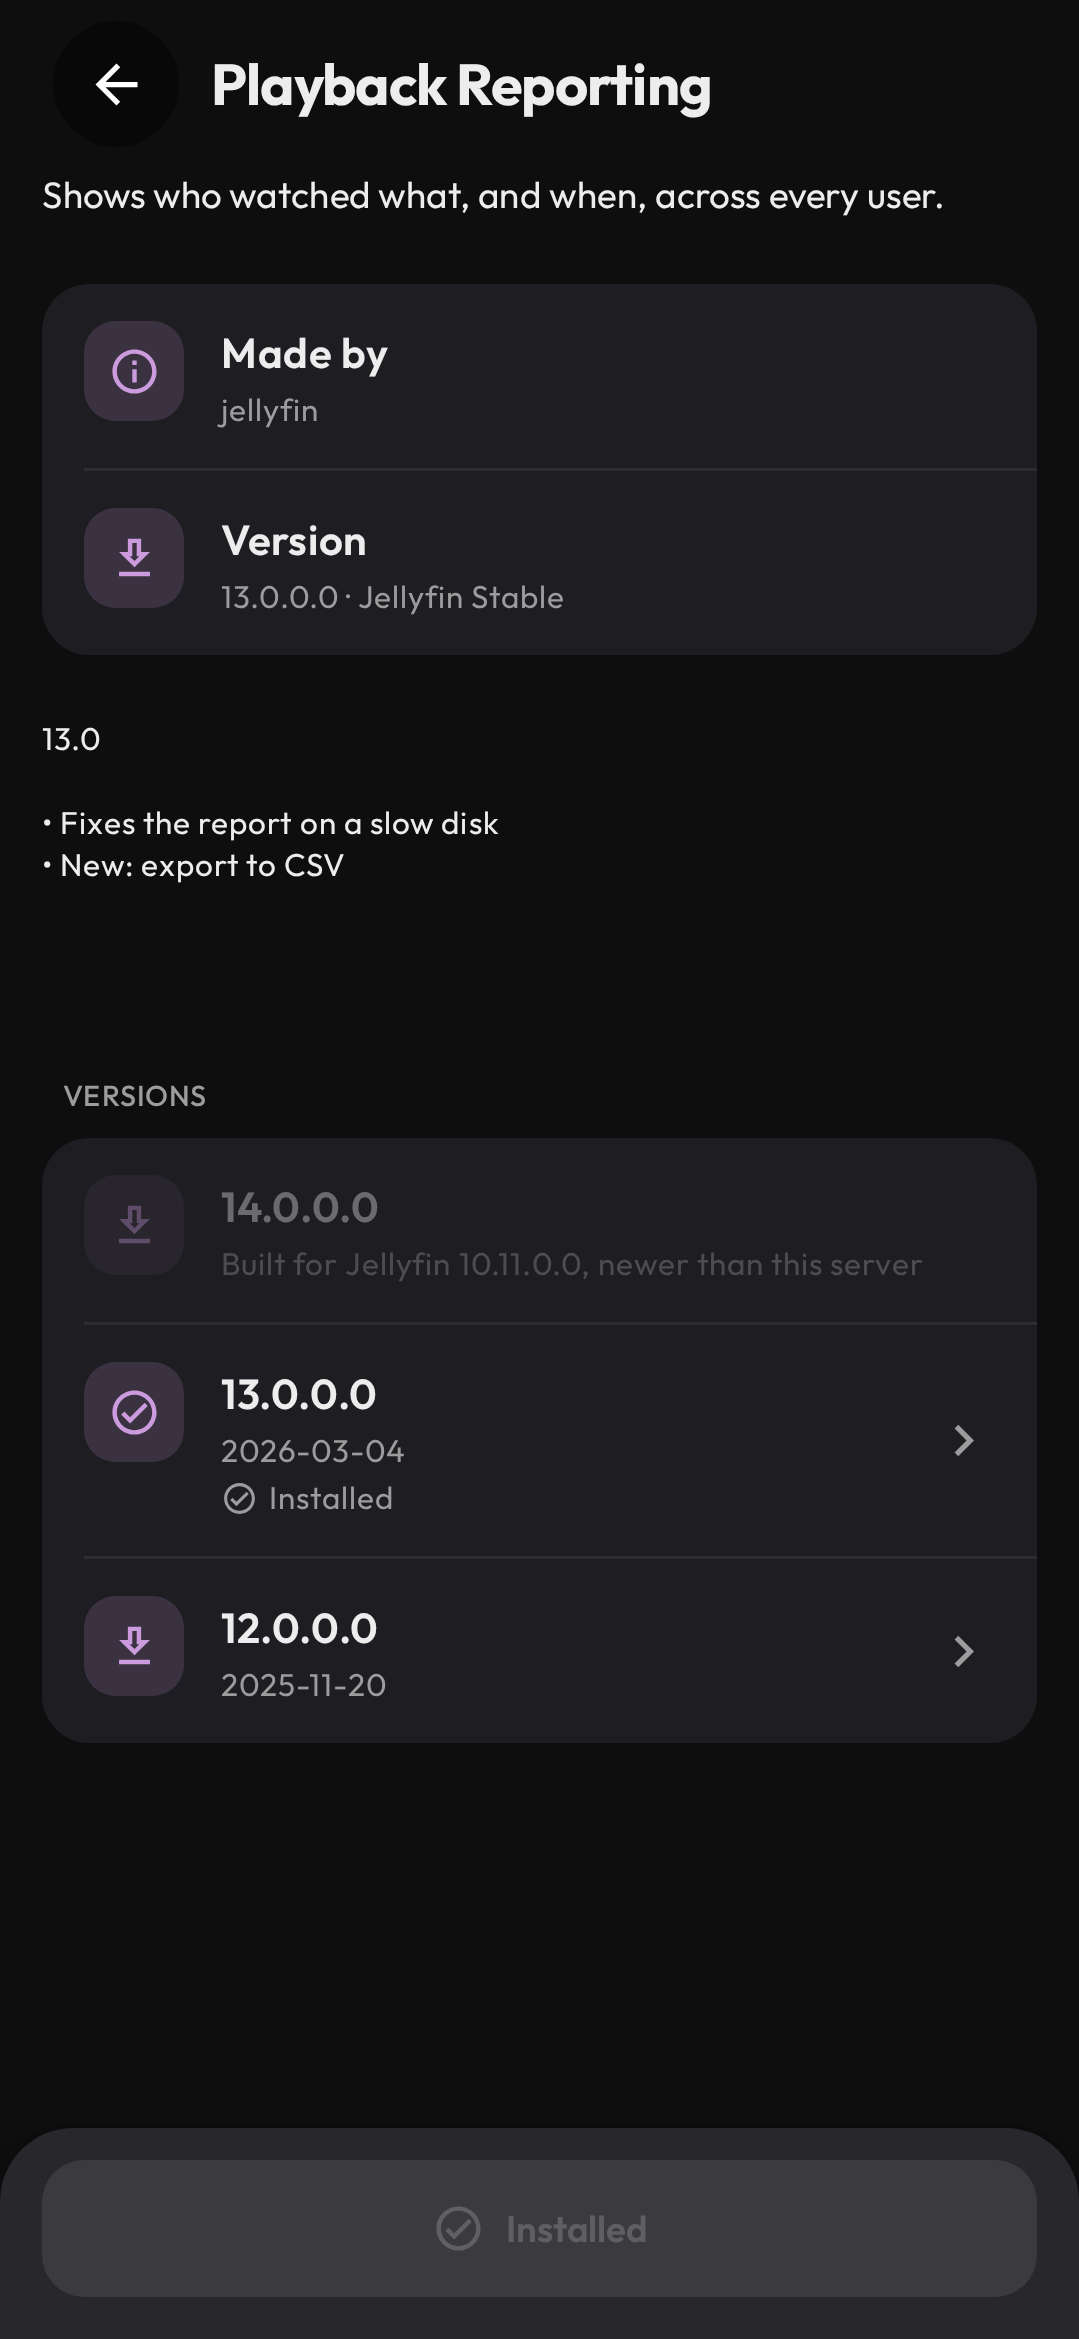 Playback Reporting
Shows who watched what, and when, across every user.
Made by
jellyfin
Version
13.0.0.0 · Jellyfin Stable
13.0
• Fixes the report on a slow disk
• New: export to CSV
VERSIONS
14.0.0.0
Built for Jellyfin 10.11.0.0, newer than this server
13.0.0.0
2026-03-04
Installed
12.0.0.0
2025-11-20
Installed